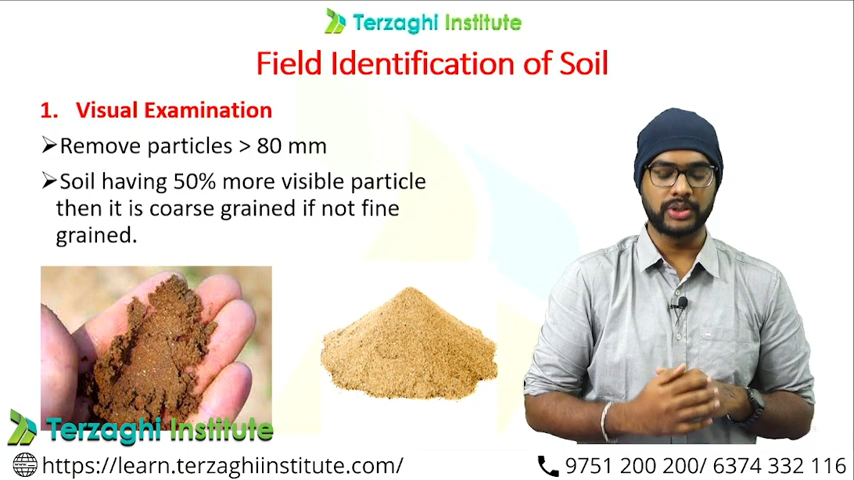 Terzaghi Institute
Field Identification of Soil
1. Visual Examination
➢Remove particles > 80 mm
➢Soil having 50% more visible particle
then it is coarse grained if not fine
grained.
Terzaghi Institute
https://learn.terzaghiinstitute.com/
9751 200 200/ 6374 332 116